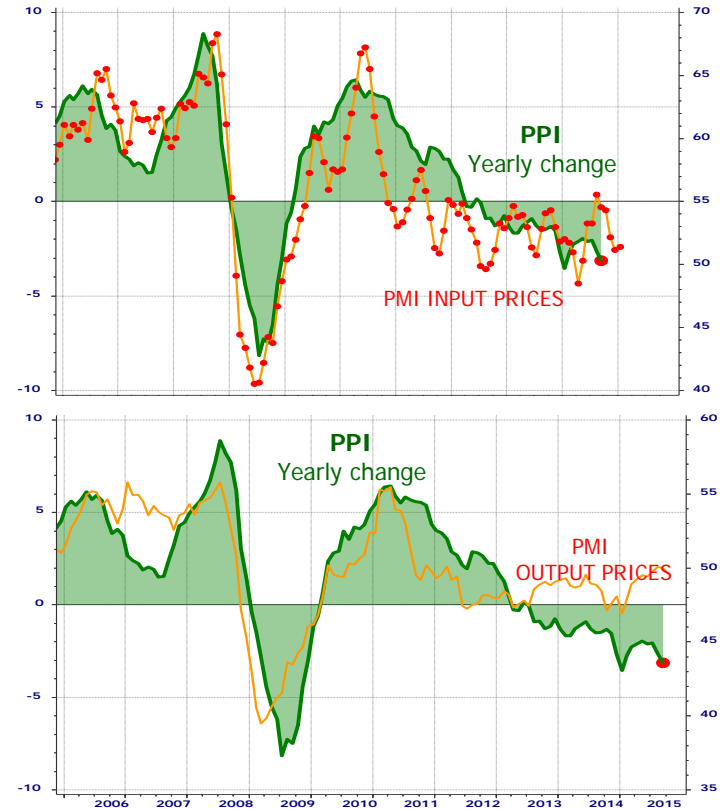 10 70
5 65
60
PPI
Yearly change
0 55
50
PMI INPUT PRICES
-5
45
-10 40
10 60
PPI
Yearly change
5 55
PMI
50
OUTPUT PRICES
0
45
-5
40
-10 35
2006 2007 2008 2009 2010 2011 2012 2013 2014 2015